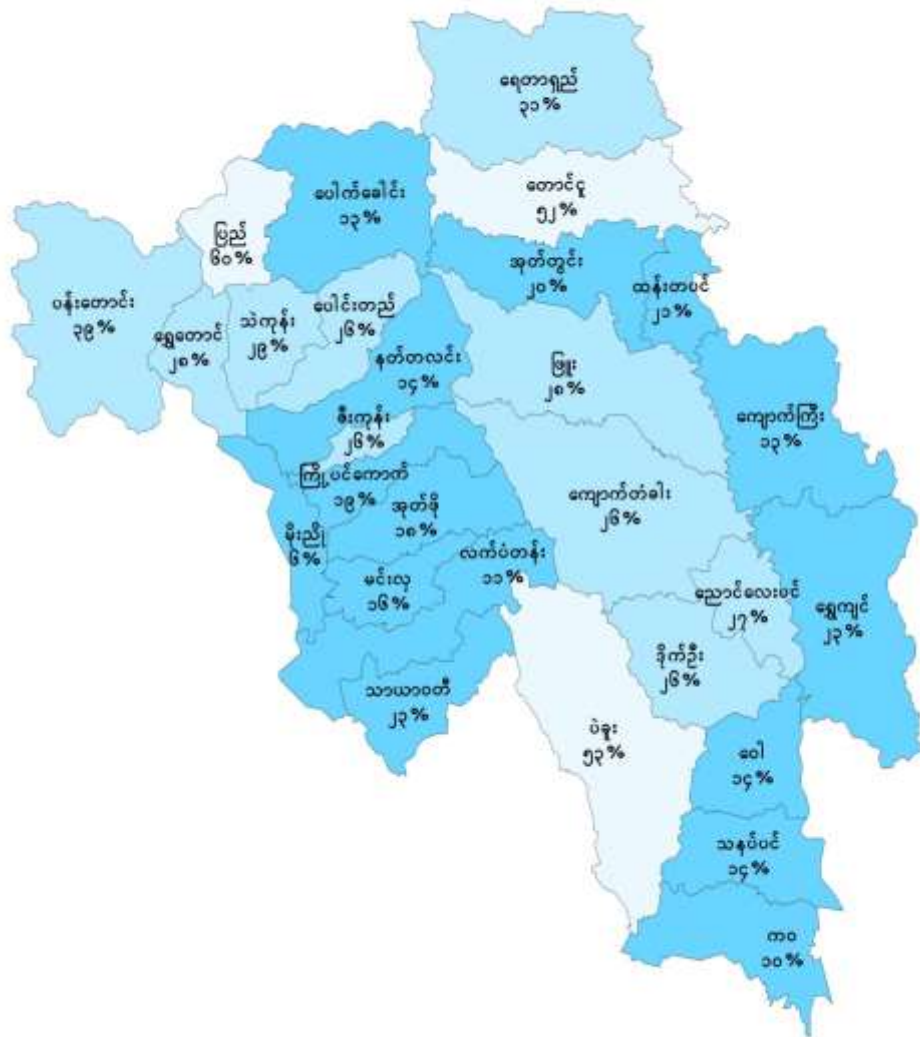 ရေတာရှည်
၃၁%
တောင်ငူ
၅၂%
ပေါက်ခေါင်း
၁၃%
ပြည်
၆၀%
အုတ်တွင်း
၂၀%
ထန်းတပင်
၂၁%
ပန်းတောင်း
၃၉%
ရွှေတောင်
၂၈%
သဲကုန်း
၂၉%
ပေါင်းတည်
၂၆%
နတ်တလင်း
၁၄%
ဖြူး
၂၈%
ကျောက်ကြီး
၁၃%
ဇီးကုန်း
၂၆%
ကြို့ပင်ကောက်
၁၉%
အုတ်ဖို
၁၈%
ကျောက်တံခါး
၂၆%
မိုးညို
၆%
လက်ပံတန်း
၁၁%
မင်းလှ
၁၆%
ညောင်လေးပင်
၂၇%
ရွှေကျင်
၂၃%
ဒိုက်ဦး
၂၆%
သာယာဝတီ
၂၃%
ပဲခူး
၅၃%
ဝေါ
၁၄%
သနပ်ပင်
၁၄%
ကဝ
၁၀%